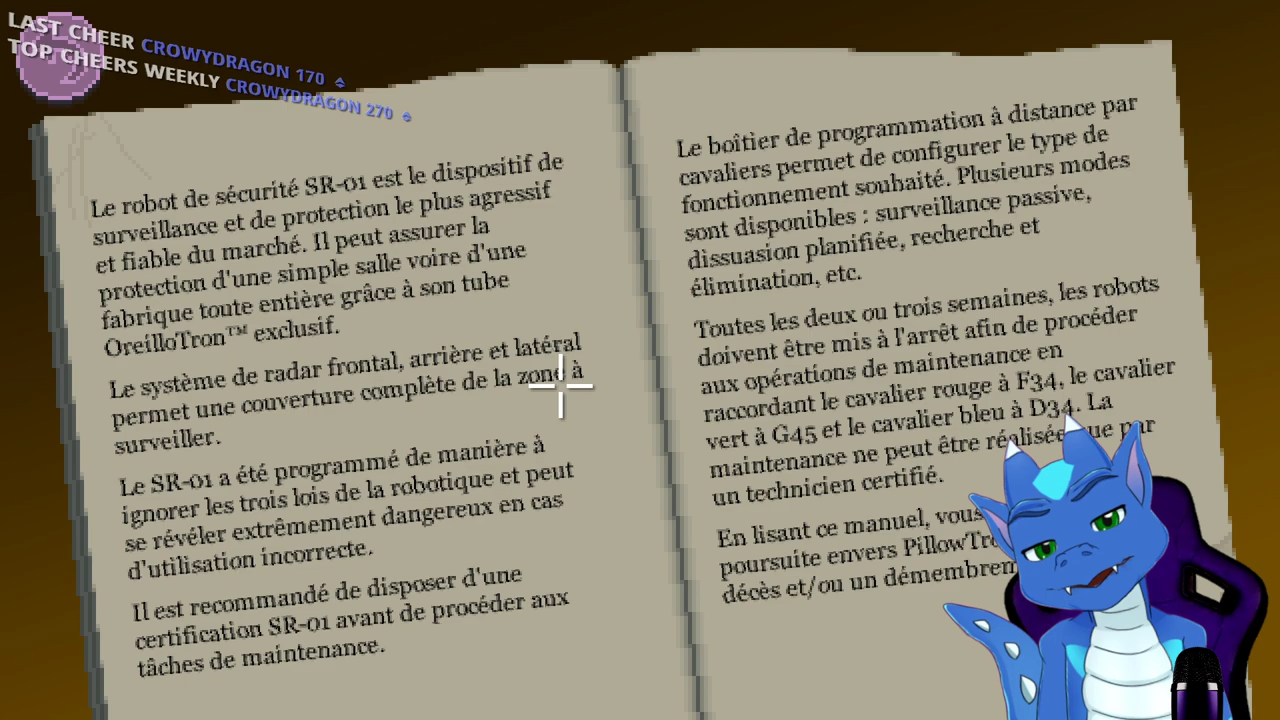 LAST CHEER CROWYDRAGON 170
TOP CHEERS WEEKLY CROWYDRAGON 270
Le robot de sécurité SR-01 est le dispositif de
surveillance et de protection le plus agressif
et fiable du marché. Il peut assurer la
protection d'une simple salle voire d'une
fabrique toute entière grâce à son tube
OreilloTron™ exclusif.
Le système de radar frontal, arrière et latéral
permet une couverture complète de la zone à
surveiller.
Le SR-01 a été programmé de manière à
ignorer les trois lois de la robotique et peut
se révéler extrêmement dangereux en cas
d'utilisation incorrecte.
Il est recommandé de disposer d'une
certification SR-01 avant de procéder aux
tâches de maintenance.
Le boîtier de programmation à distance par
cavaliers permet de configurer le type de
fonctionnement souhaité. Plusieurs modes
sont disponibles : surveillance passive,
dissuasion planifiée, recherche et
élimination, etc.
Toutes les deux ou trois semaines, les robots
doivent être mis à l'arrêt afin de procéder
aux opérations de maintenance en
raccordant le cavalier rouge à F34, le cavalier
vert à G45 et le cavalier bleu à D34. La
maintenance ne peut être réalisée que par
un technicien certifié.
En lisant ce manuel, vous
poursuite envers
décès et/ou un